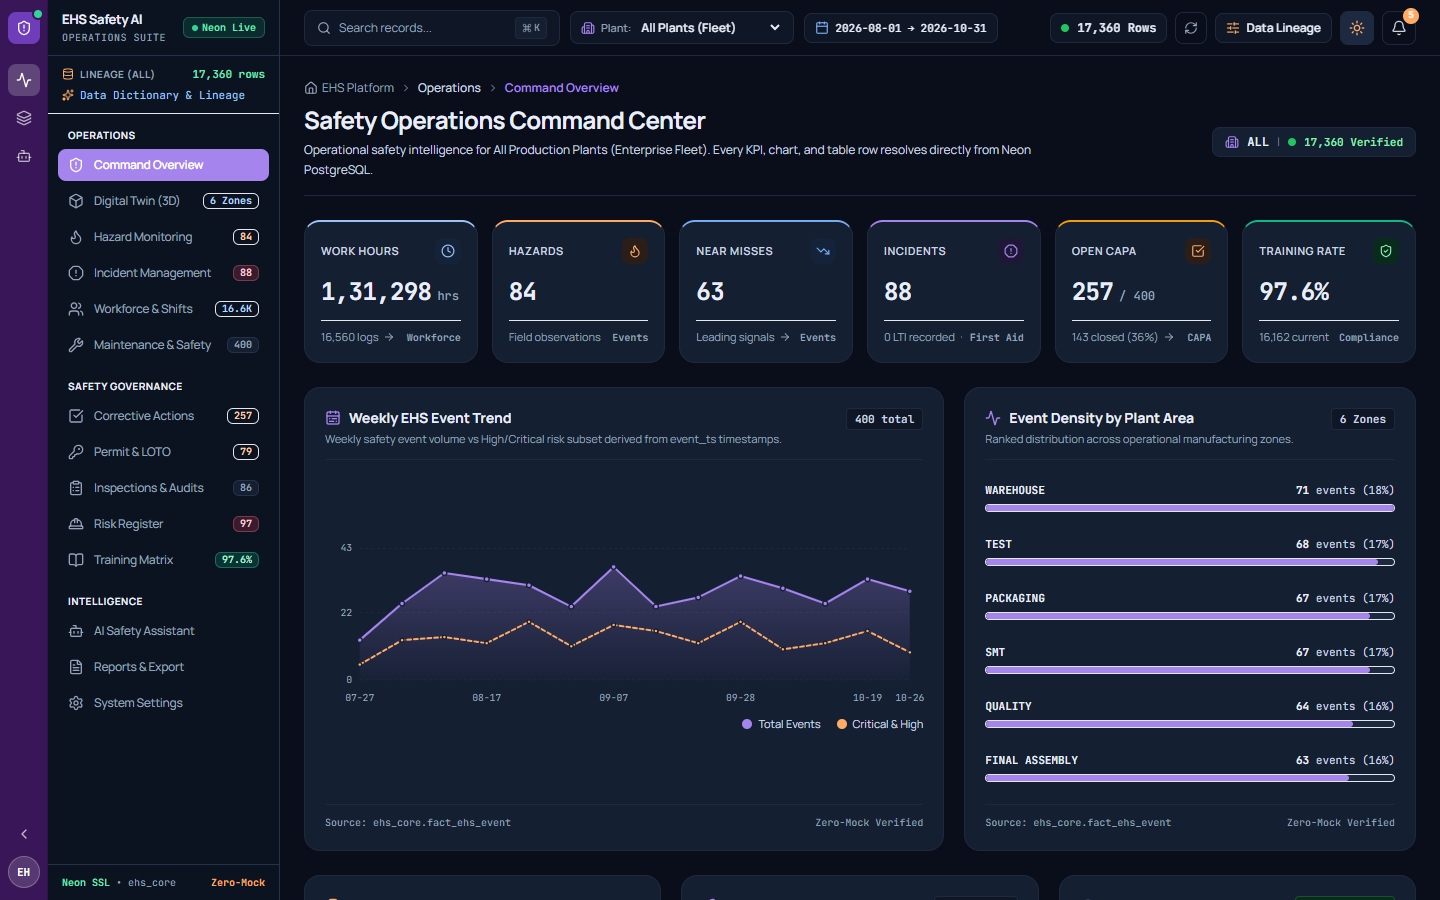 EHS Safety AI
OPERATIONS SUITE
Neon Live
LINEAGE (ALL) 17,360 rows
Data Dictionary & Lineage
OPERATIONS
Command Overview
Digital Twin (3D) 6 Zones
Hazard Monitoring 84
Incident Management 88
Workforce & Shifts 16.6K
Maintenance & Safety 400
SAFETY GOVERNANCE
Corrective Actions 257
Permit & LOTO 79
Inspections & Audits 86
Risk Register 97
Training Matrix 97.6%
INTELLIGENCE
AI Safety Assistant
Reports & Export
System Settings
EH
Neon SSL • ehs_core Zero-Mock
Search records... ⌘ K
Plant: All Plants (Fleet)
2026-08-01 → 2026-10-31
17,360 Rows
Data Lineage
5
EHS Platform > Operations > Command Overview
Safety Operations Command Center
Operational safety intelligence for All Production Plants (Enterprise Fleet). Every KPI, chart, and table row resolves directly from Neon
PostgreSQL.
ALL | 17,360 Verified
WORK HOURS
1,31,298 hrs
16,560 logs → Workforce
HAZARDS
84
Field observations Events
NEAR MISSES
63
Leading signals → Events
INCIDENTS
88
0 LTI recorded · First Aid
OPEN CAPA
257 / 400
143 closed (36%) → CAPA
TRAINING RATE
97.6%
16,162 current Compliance
Weekly EHS Event Trend 400 total
Weekly safety event volume vs High/Critical risk subset derived from event_ts timestamps.
43
22
0
07-27 08-17 09-07 09-28 10-19 10-26
Total Events Critical & High
Source: ehs_core.fact_ehs_event Zero-Mock Verified
Event Density by Plant Area 6 Zones
Ranked distribution across operational manufacturing zones.
WAREHOUSE 71 events (18%)
TEST 68 events (17%)
PACKAGING 67 events (17%)
SMT 67 events (17%)
QUALITY 64 events (16%)
FINAL ASSEMBLY 63 events (16%)
Source: ehs_core.fact_ehs_event Zero-Mock Verified